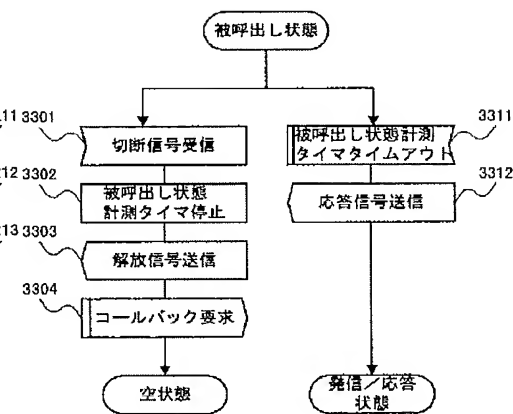 被呼出し状態
11 3301
切断信号受信
12 3302
被呼出し状態
計測タイマ停止
13 3303
解放信号送信
3304
コールバック要求
空状態
3311
被呼出し状態計測
タイマタイムアウト
3312
応答信号送信
発信/応答
状態